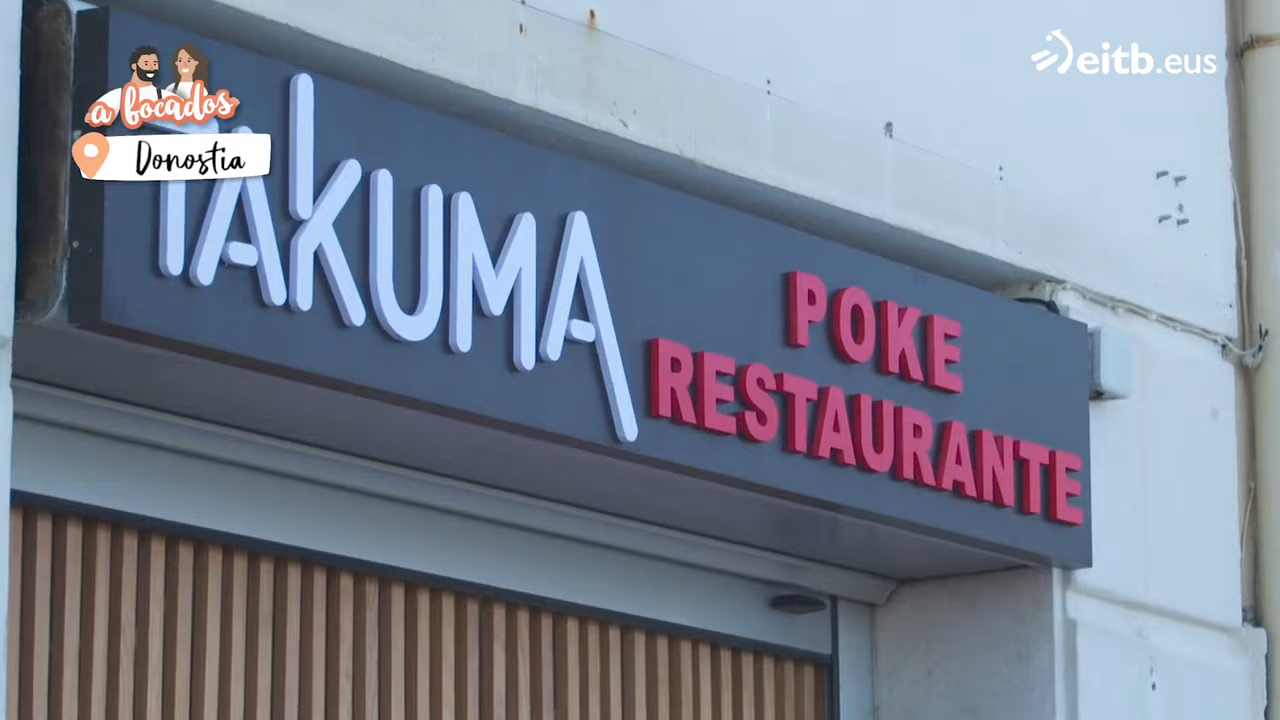 a bocados
Donostia
eitb.eus
TAKUMA
POKE
RESTAURANTE